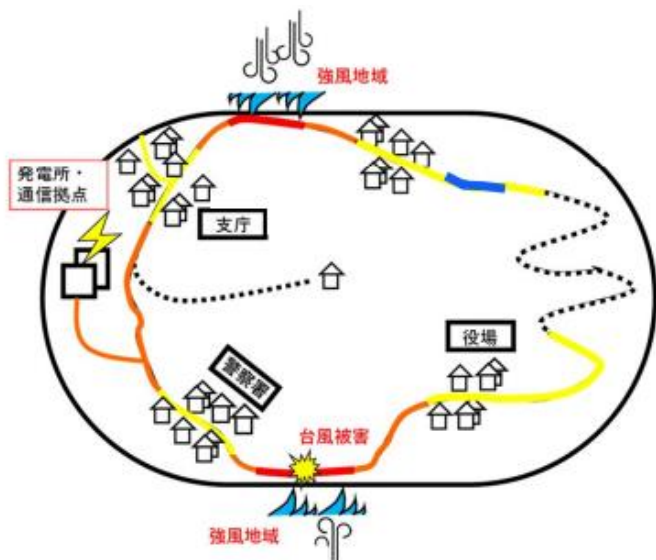 強風地域
発電所・
通信拠点
支庁
役場
警察署
台風被害
強風地域